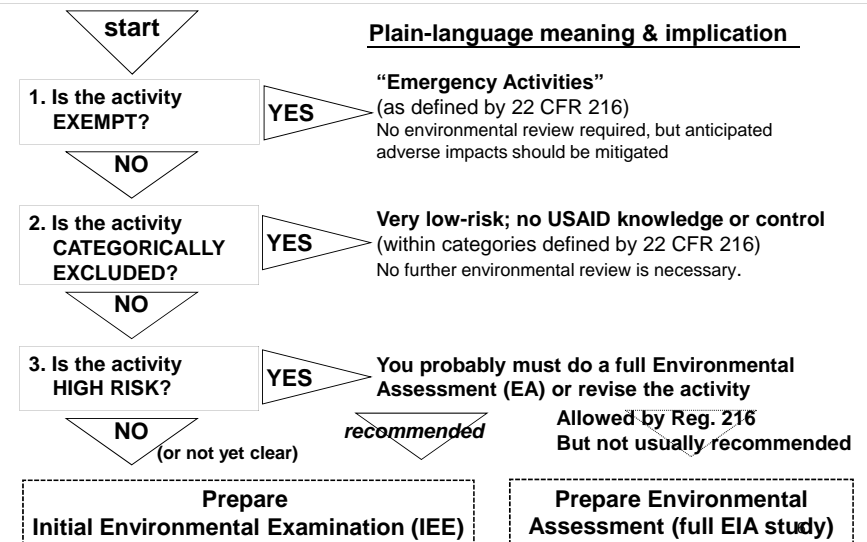 start
Plain-language meaning & implication
1. Is the activity
EXEMPT?
YES
“Emergency Activities”
(as defined by 22 CFR 216)
No environmental review required, but anticipated
adverse impacts should be mitigated
NO
2. Is the activity
CATEGORICALLY
EXCLUDED?
YES
Very low-risk; no USAID knowledge or control
(within categories defined by 22 CFR 216)
No further environmental review is necessary.
NO
3. Is the activity
HIGH RISK?
YES
You probably must do a full Environmental
Assessment (EA) or revise the activity
NO
(or not yet clear)
recommended
Allowed by Reg. 216
But not usually recommended
Prepare
Initial Environmental Examination (IEE)
Prepare Environmental
Assessment (full EIA study)